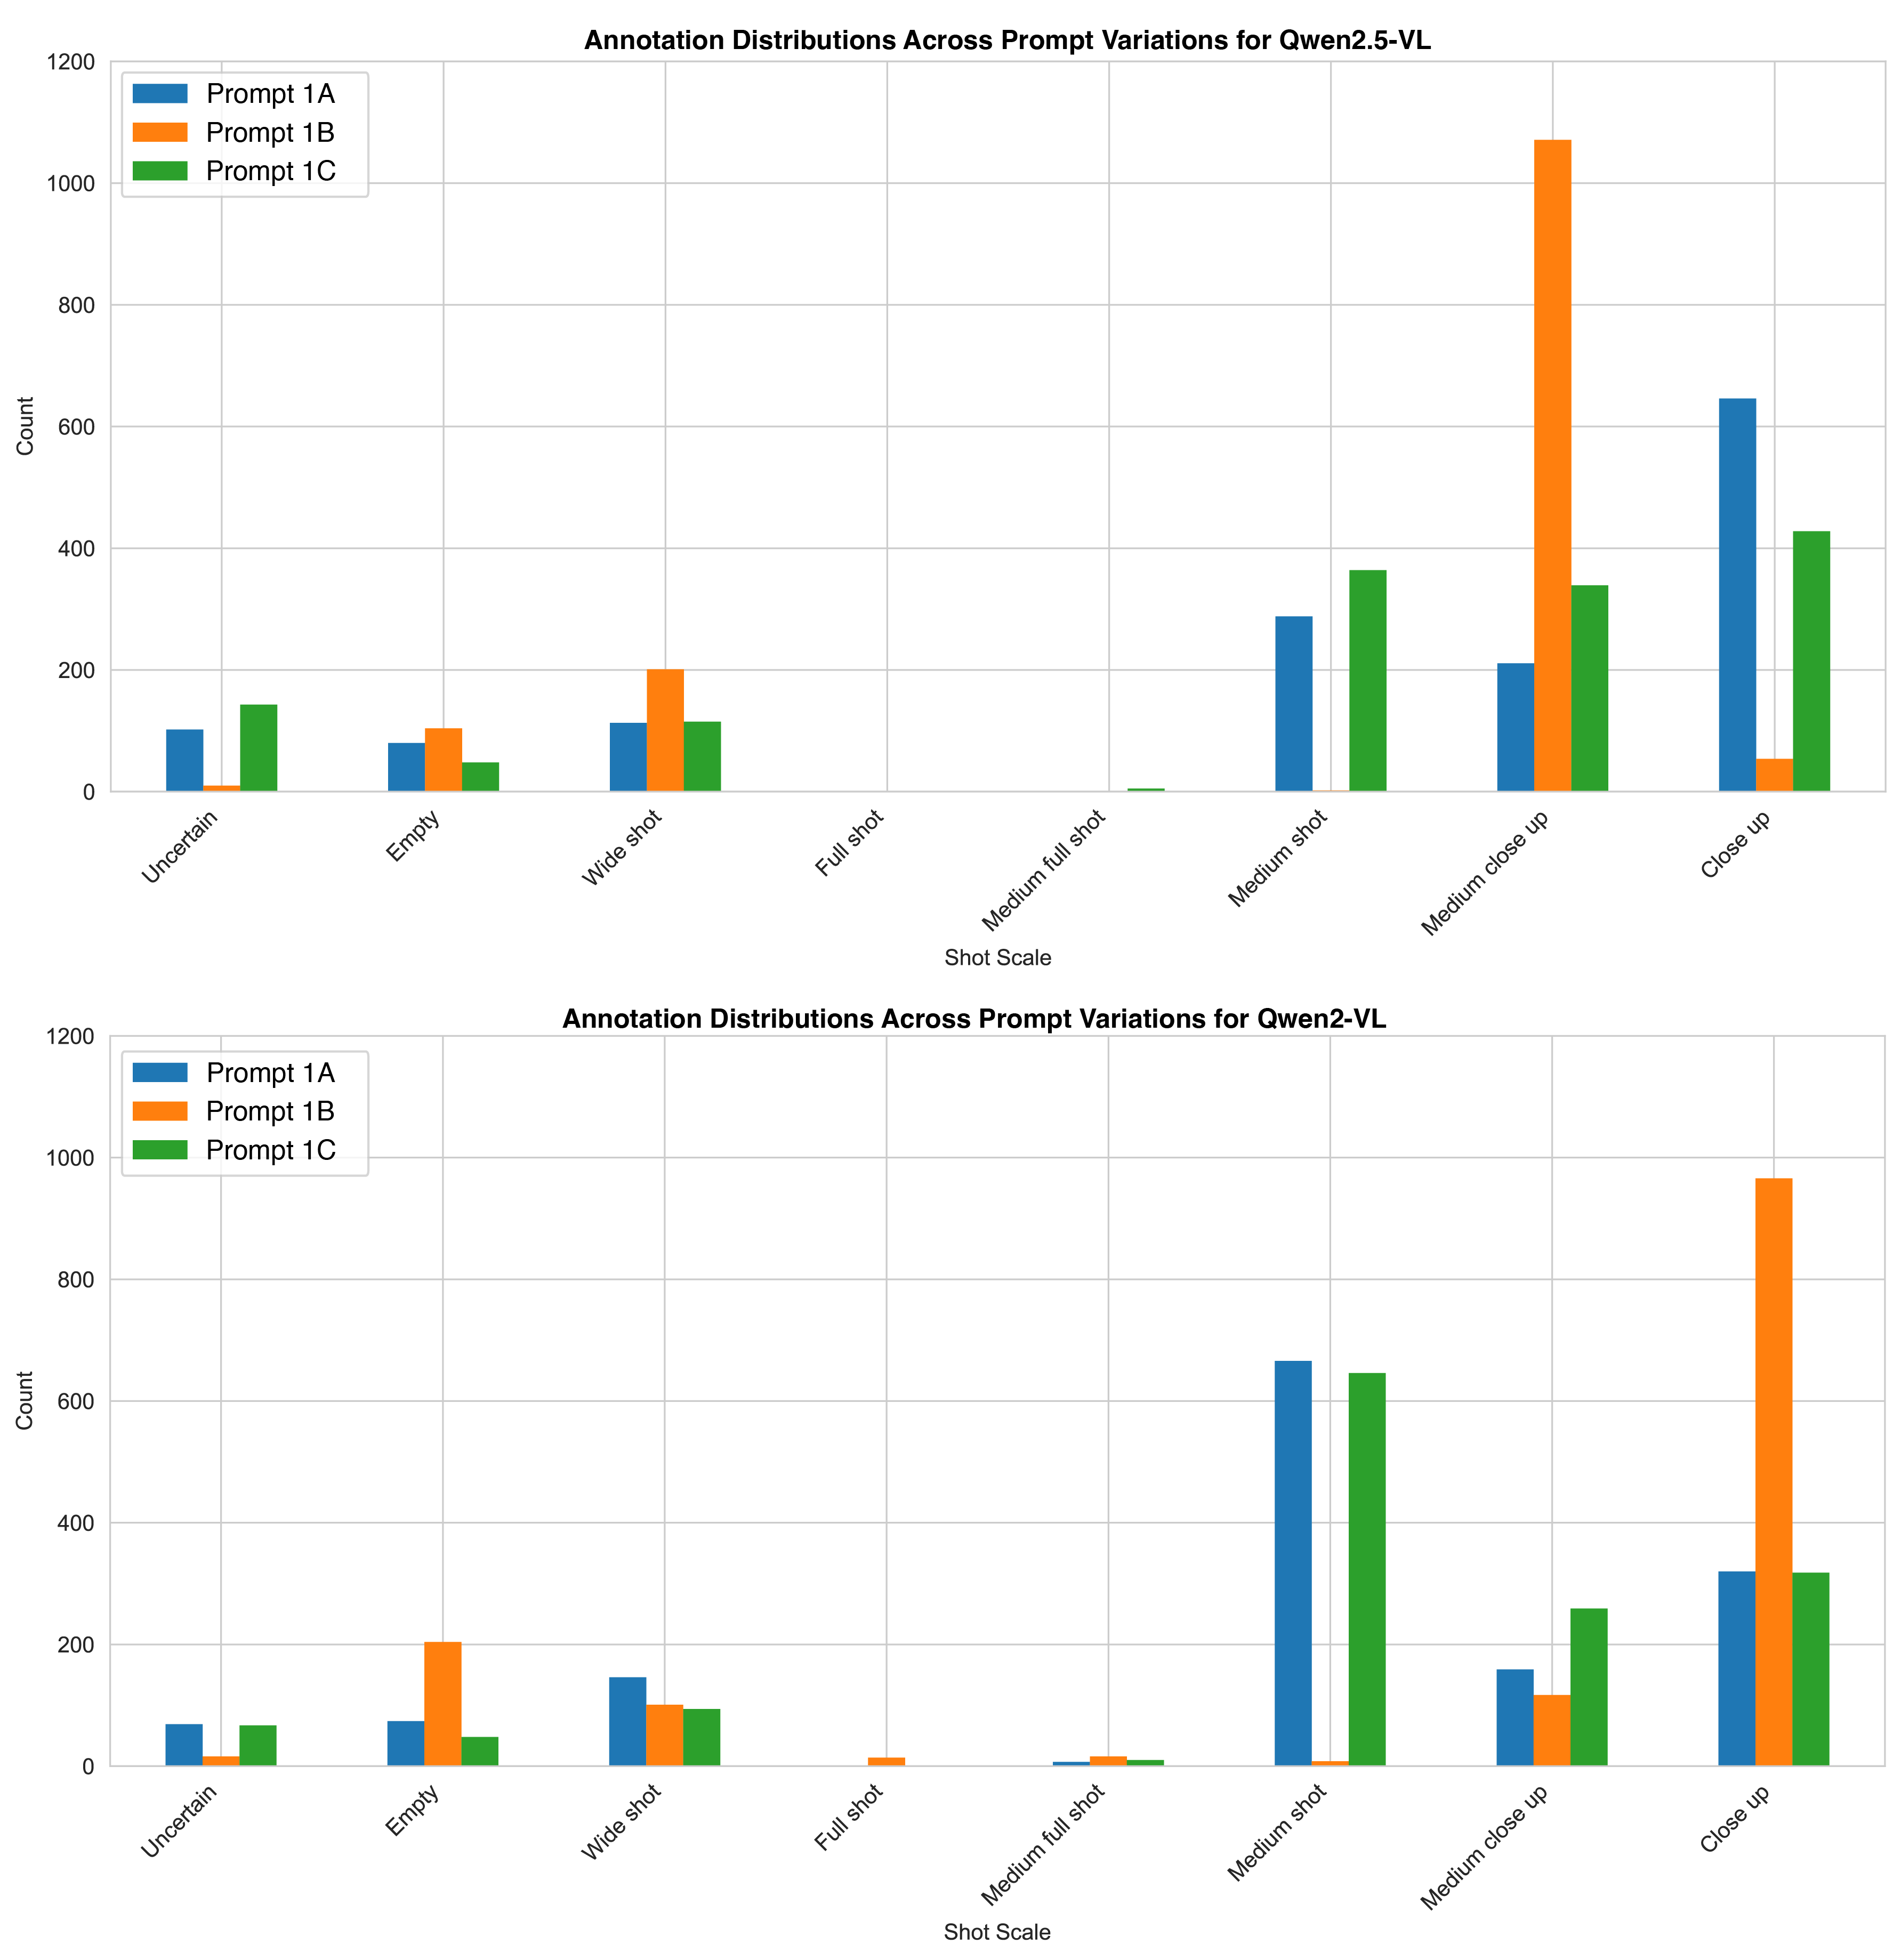 Annotation Distributions Across Prompt Variations for Qwen2.5-VL
Prompt 1A
Prompt 1B
Prompt 1C
1200
1000
800
600
400
200
0
Count
Uncertain
Empty
Wide shot
Full shot
Medium full shot
Medium shot
Medium close up
Close up
Shot Scale
Annotation Distributions Across Prompt Variations for Qwen2-VL
Prompt 1A
Prompt 1B
Prompt 1C
1200
1000
800
600
400
200
0
Count
Uncertain
Empty
Wide shot
Full shot
Medium full shot
Medium shot
Medium close up
Close up
Shot Scale